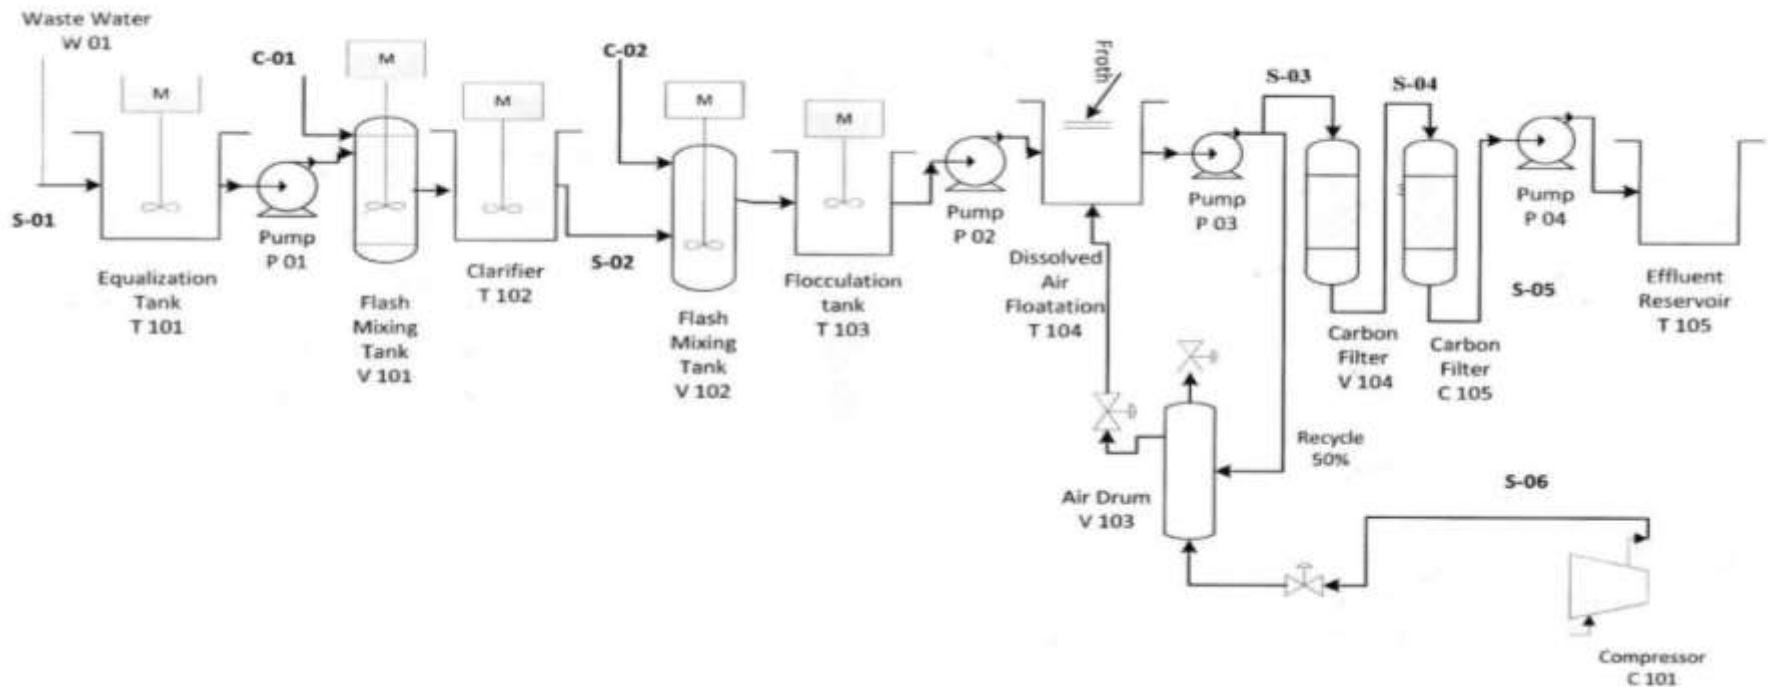 Waste Water
W 01
S-01
M
Equalization
Tank
T 101
Pump
P 01
C-01
M
Flash
Mixing
Tank
V 101
M
Clarifier
T 102
S-02
C-02
M
Flash
Mixing
Tank
V 102
M
Flocculation
tank
T 103
Pump
P 02
Froth
Dissolved
Air
Floatation
T 104
Pump
P 03
S-03
Carbon
Filter
V 104
S-04
Carbon
Filter
C 105
Pump
P 04
S-05
Effluent
Reservoir
T 105
Recycle
50%
Air Drum
V 103
S-06
Compressor
C 101